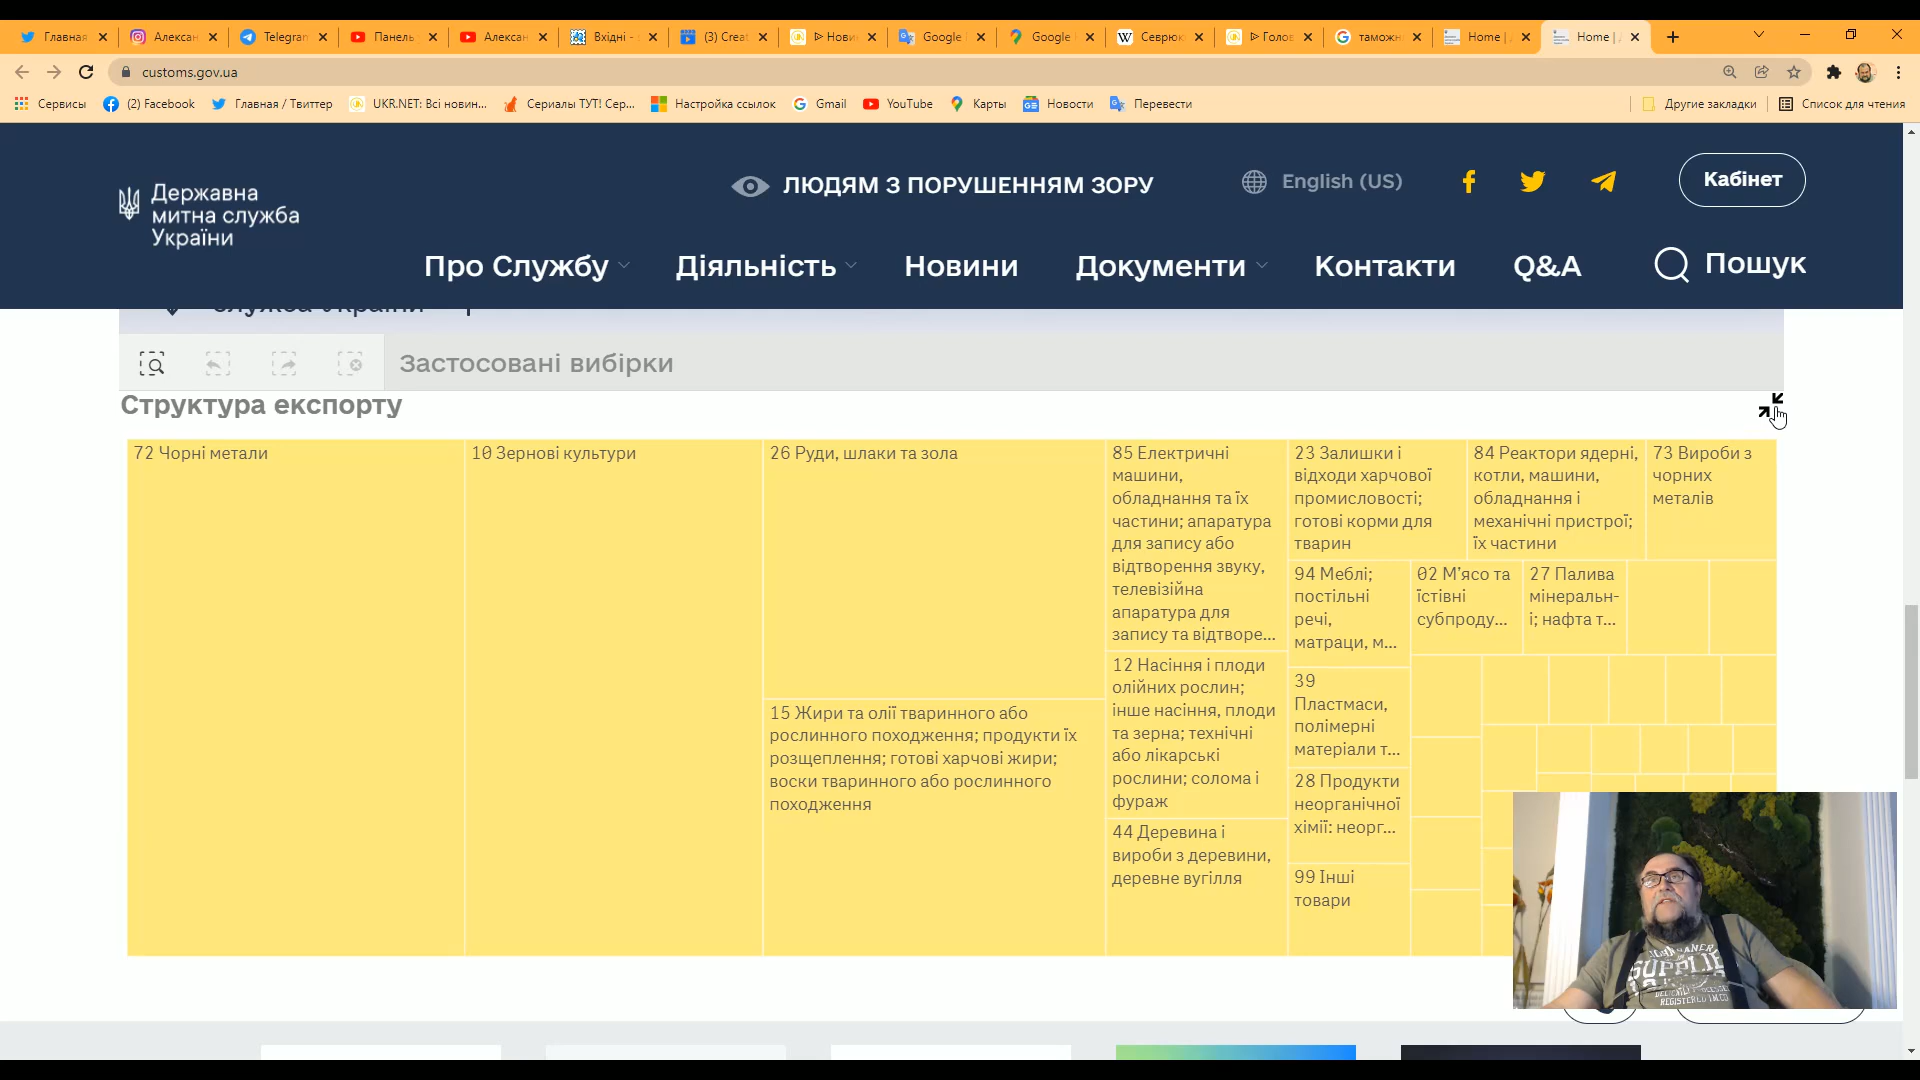 Главная
Алексан
Telegran
Панель
Алексан
Вхідні -
(3) Creat
ᐉ Нови
Google
Google
Севрюк
ᐉ Голов
таможн
Home |
Home |
customs.gov.ua
Сервисы
(2) Facebook
Главная / Твиттер
UKR.NET: Всі новин...
Сериалы ТУТ! Сер...
Настройка ссылок
Gmail
YouTube
Карты
Новости
Перевести
Другие закладки
Список для чтения
Державна
митна служба
України
ЛЮДЯМ З ПОРУШЕННЯМ ЗОРУ
English (US)
Кабінет
Про Службу
Діяльність
Новини
Документи
Контакти
Q&A
Пошук
служба України
Застосовані вибірки
Структура експорту
72 Чорні метали
10 Зернові культури
26 Руди, шлаки та зола
15 Жири та олії тваринного або
рослинного походження; продукти їх
розщеплення; готові харчові жири;
воски тваринного або рослинного
походження
85 Електричні
машини,
обладнання та їх
частини; апаратура
для запису або
відтворення звуку,
телевізійна
апаратура для
запису та відтворе...
12 Насіння і плоди
олійних рослин;
інше насіння, плоди
та зерна; технічні
або лікарські
рослини; солома і
фураж
44 Деревина і
вироби з деревини,
деревне вугілля
23 Залишки і
відходи харчової
промисловості;
готові корми для
тварин
84 Реактори ядерні,
котли, машини,
обладнання і
механічні пристрої;
їх частини
73 Вироби з
чорних
металів
94 Меблі;
постільні
речі,
матраци, м...
02 М'ясо та
їстівні
субпроду...
27 Палива
мінеральн-
і; нафта т...
39
Пластмаси,
полімерні
матеріали т...
28 Продукти
неорганічної
хімії: неорг...
99 Інші
товари
SUPPLIE
REGISTERED